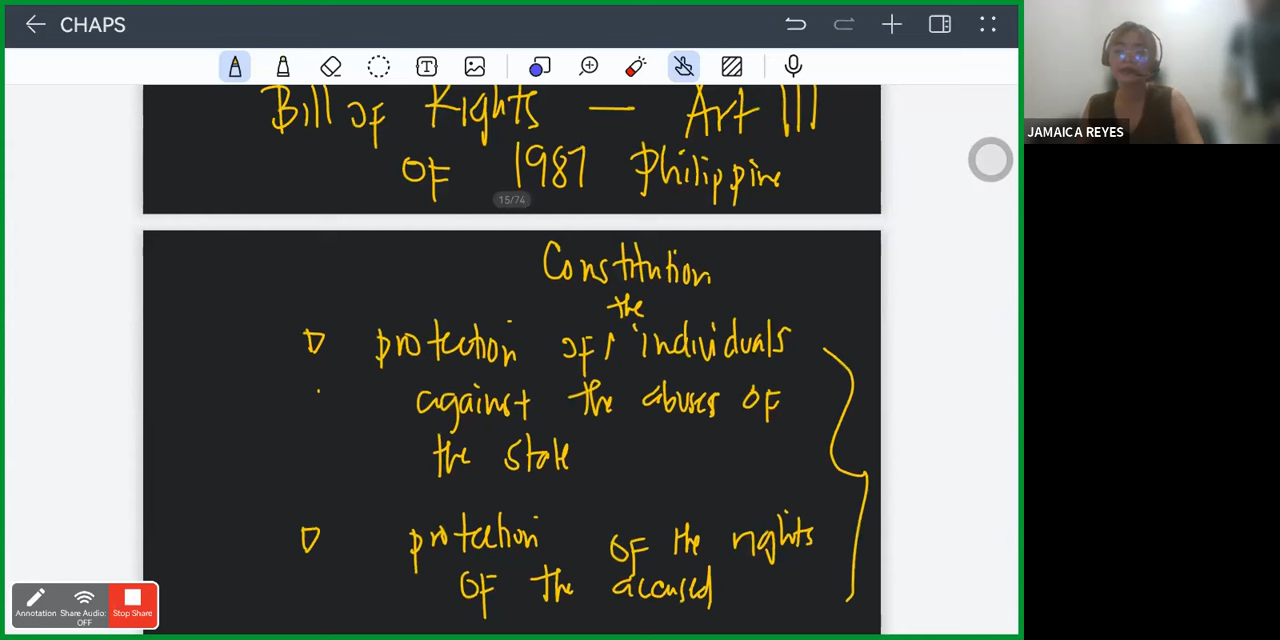 CHAPS
JAMAICA REYES
Bill of Rights — Art III
of 1987 Philippine
15/74
Constitution
the
protection of individuals
against the abuses of
the state
protection of the rights
of the accused
Annotation
Share Audio: OFF
Stop Share